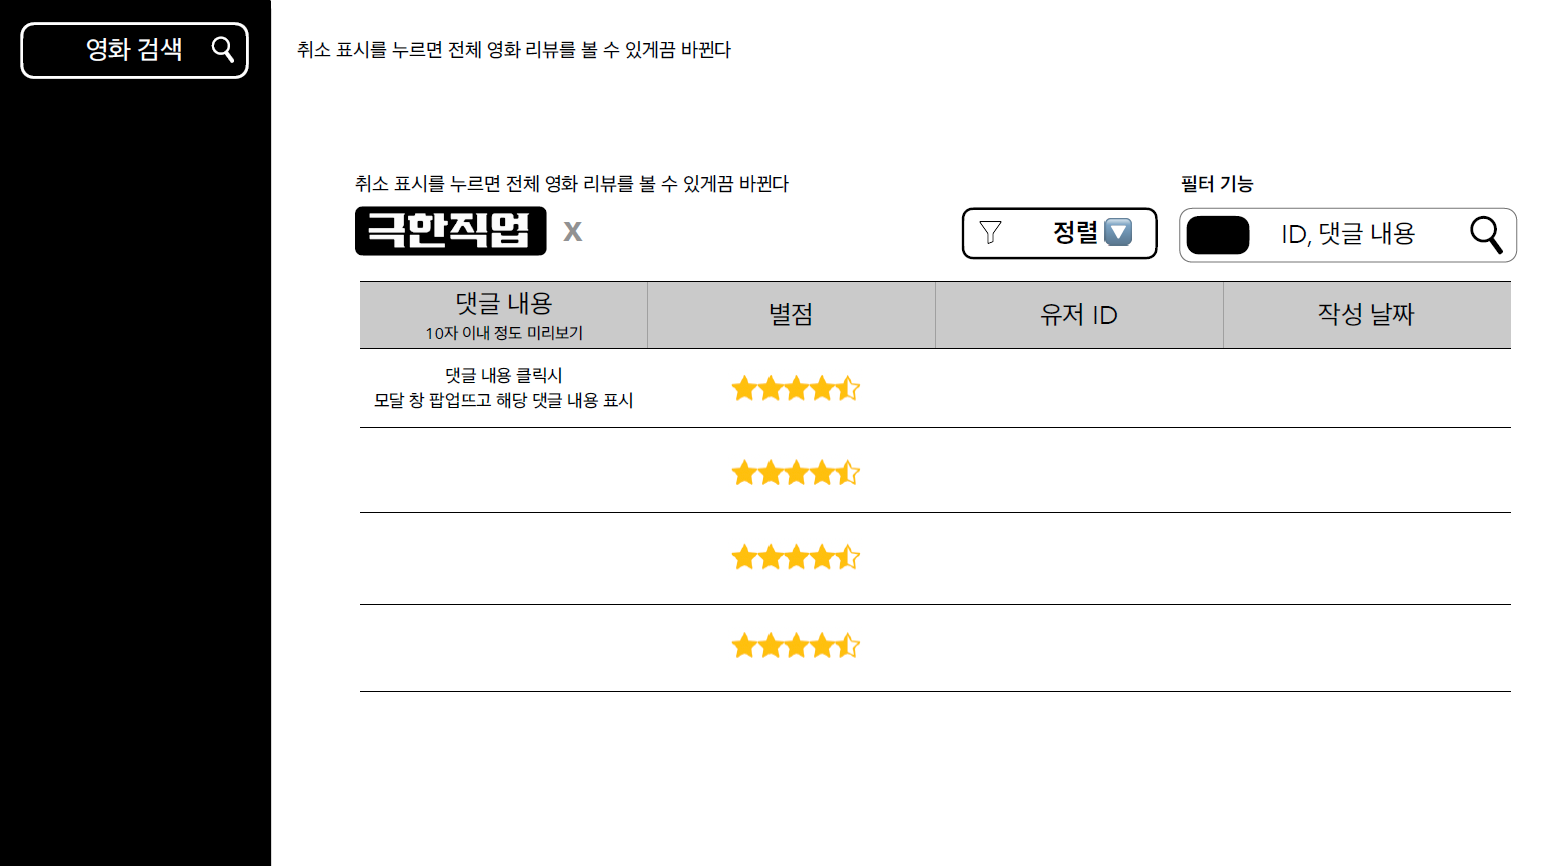 영화 검색
취소 표시를 누르면 전체 영화 리뷰를 볼 수 있게끔 바뀐다
취소 표시를 누르면 전체 영화 리뷰를 볼 수 있게끔 바뀐다
필터 기능
극한직업 X
정렬
ID, 댓글 내용
댓글 내용
10자 이내 정도 미리보기
별점
유저 ID
작성 날짜
댓글 내용 클릭시
모달 창 팝업뜨고 해당 댓글 내용 표시